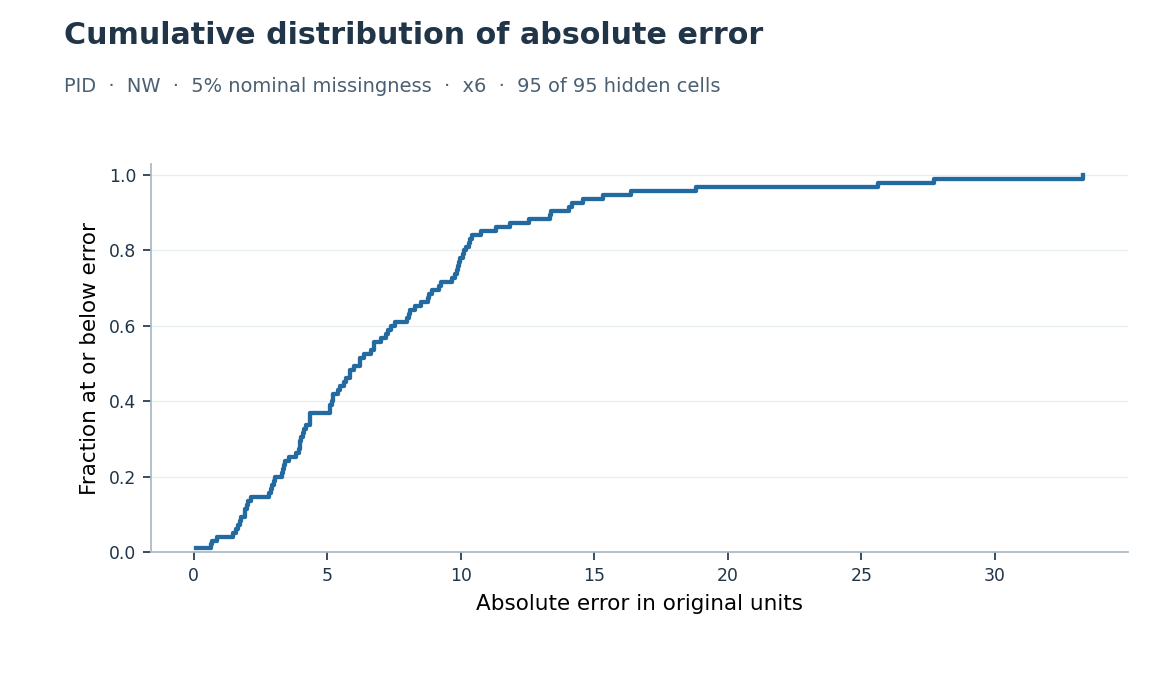 Cumulative distribution of absolute error
PID · NW · 5% nominal missingness · x6 · 95 of 95 hidden cells
1.0
0.8
0.6
0.4
0.2
0.0
Fraction at or below error
0 5 10 15 20 25 30
Absolute error in original units